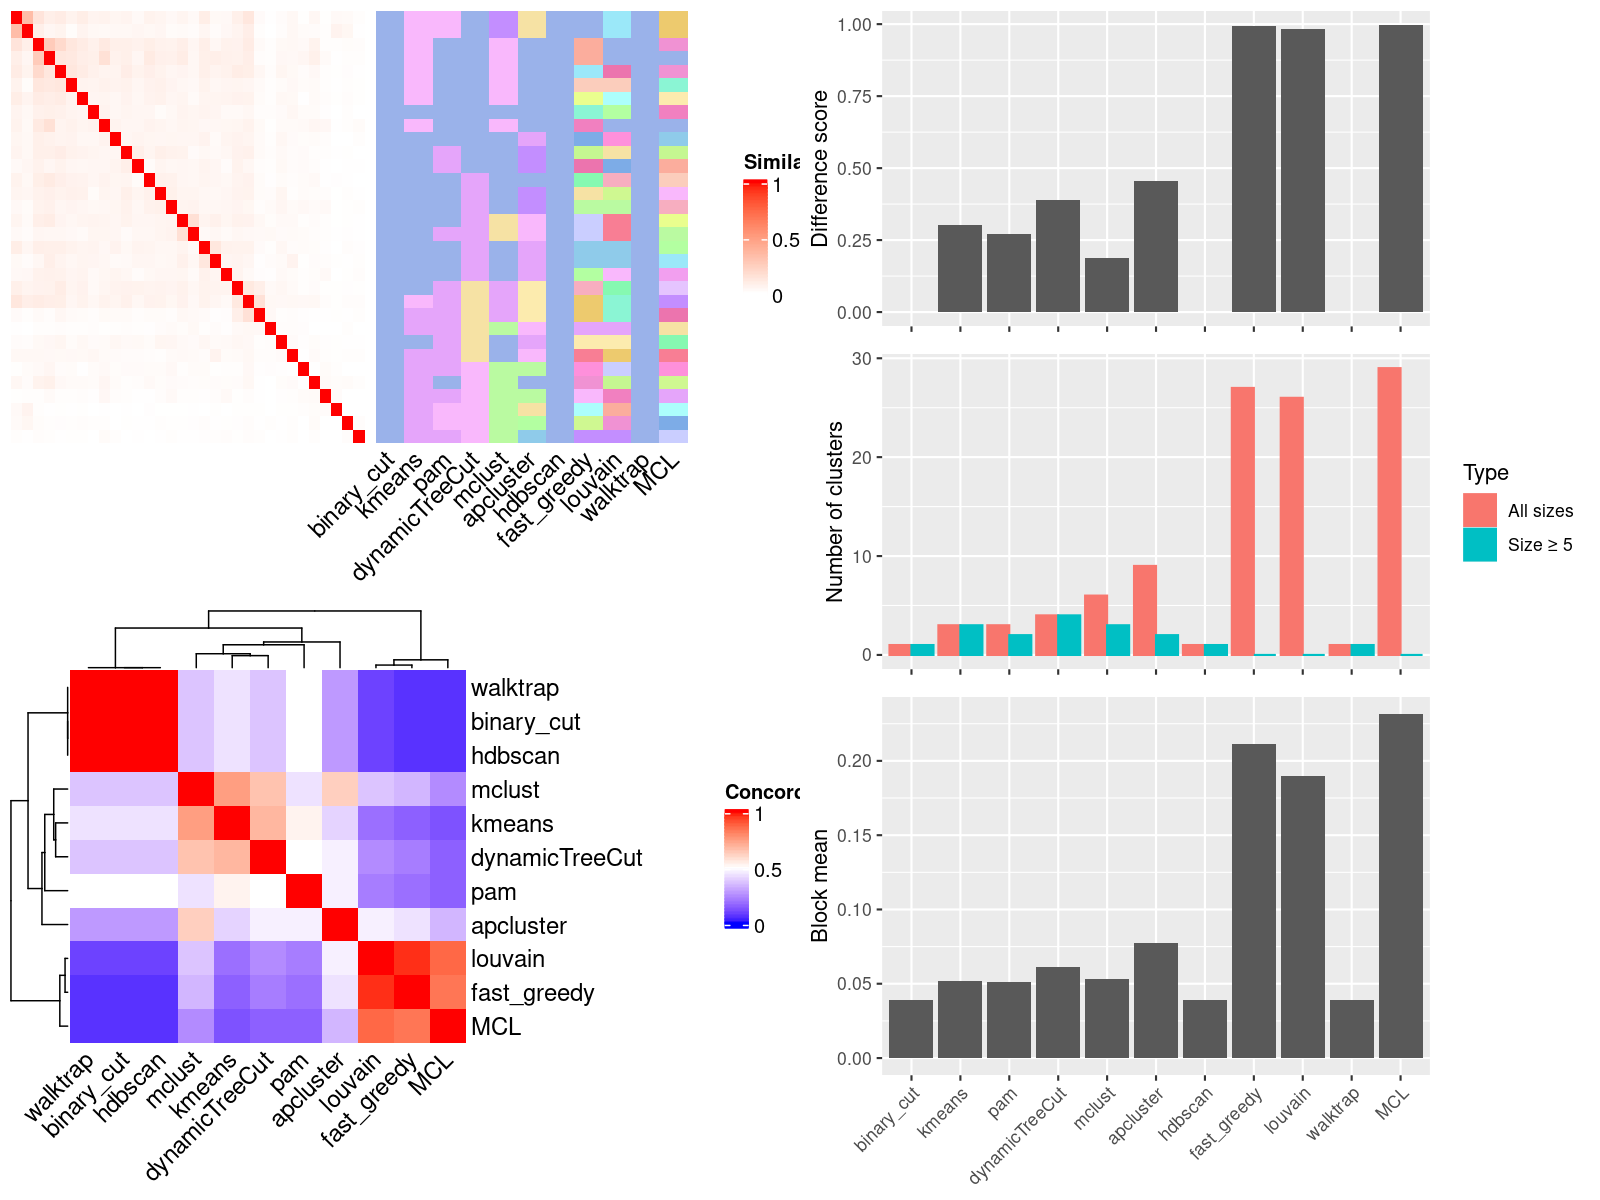 Simila
1
0.5
0
binary_cut
kmeans
pam
dynamicTreeCut
mclust
apcluster
hdbscan
fast_greedy
louvain
walktrap
MCL
walktrap
binary_cut
hdbscan
mclust
kmeans
dynamicTreeCut
pam
apcluster
louvain
fast_greedy
MCL
Concord
1
0.5
0
walktrap
binary_cut
hdbscan
mclust
kmeans
dynamicTreeCut
pam
apcluster
louvain
fast_greedy
MCL
Difference score
1.00
0.75
0.50
0.25
0.00
Number of clusters
30
20
10
0
Type
All sizes
Size ≥ 5
Block mean
0.20
0.15
0.10
0.05
0.00
binary_cut
kmeans
pam
dynamicTreeCut
mclust
apcluster
hdbscan
fast_greedy
louvain
walktrap
MCL